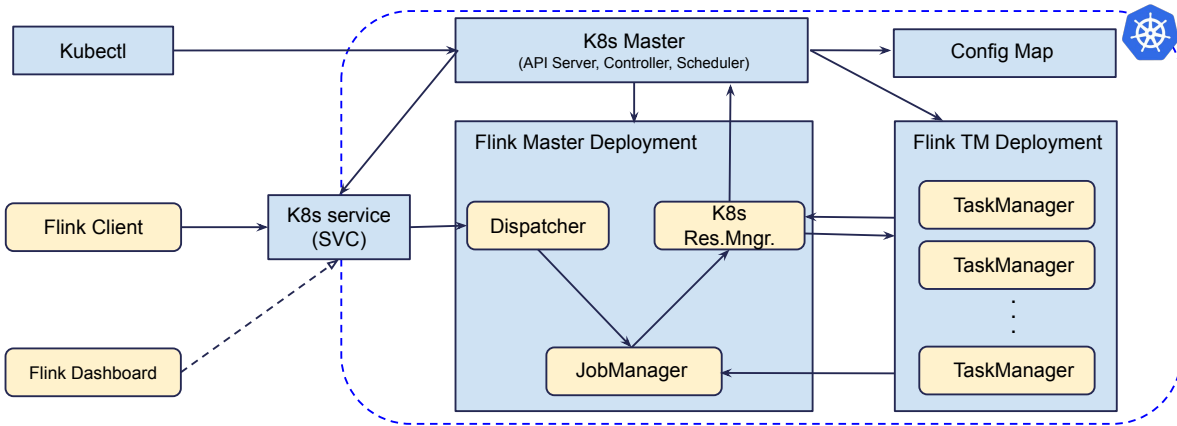 Kubectl
K8s Master
(API Server, Controller, Scheduler)
Config Map
Flink Master Deployment
Flink TM Deployment
Flink Client
K8s service
(SVC)
Dispatcher
K8s
Res.Mngr.
TaskManager
TaskManager
.
.
.
Flink Dashboard
JobManager
TaskManager